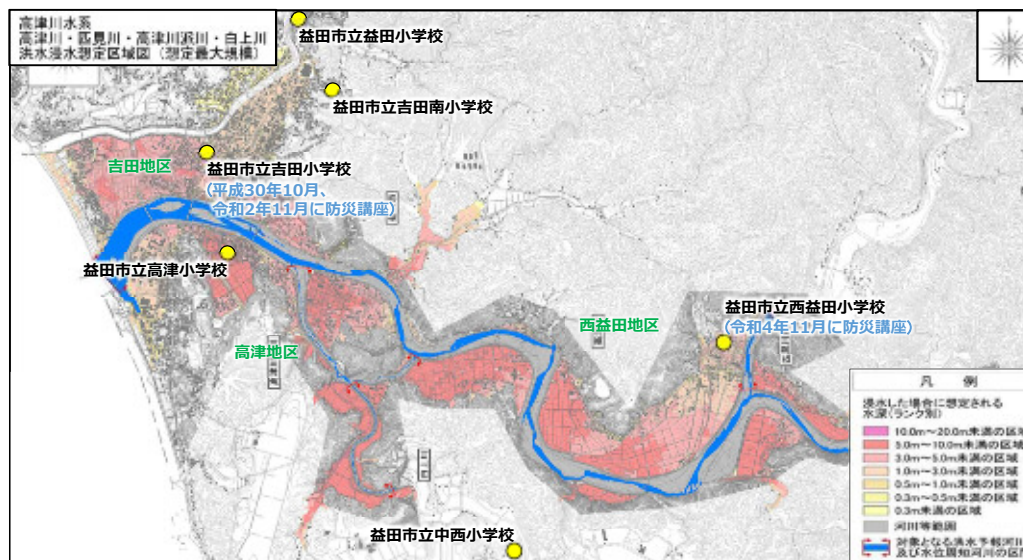 高津川水系
高津川・匹見川・高津川派川・白上川
洪水浸水想定区域図（想定最大規模）
益田市立益田小学校
益田市立吉田南小学校
吉田地区
益田市立吉田小学校
（平成30年10月、
令和2年11月に防災講座）
益田市立高津小学校
高津地区
西益田地区
益田市立西益田小学校
（令和4年11月に防災講座）
益田市立中西小学校
凡　例
浸水した場合に想定される
水深（ランク別）
10.0m～20.0m未満の区域
5.0m～10.0m未満の区域
3.0m～5.0m未満の区域
1.0m～3.0m未満の区域
0.5m～1.0m未満の区域
0.3m～0.5m未満の区域
0.3m未満の区域
河川等範囲
対象となる洪水予報河川
及び水位周知河川の区